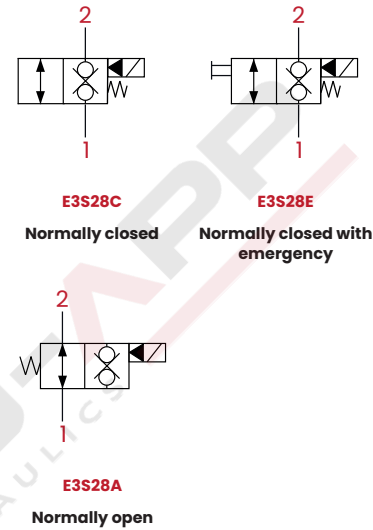 2
2
1
1
E3S28C
E3S28E
Normally closed
Normally closed with
emergency
2
1
E3S28A
Normally open